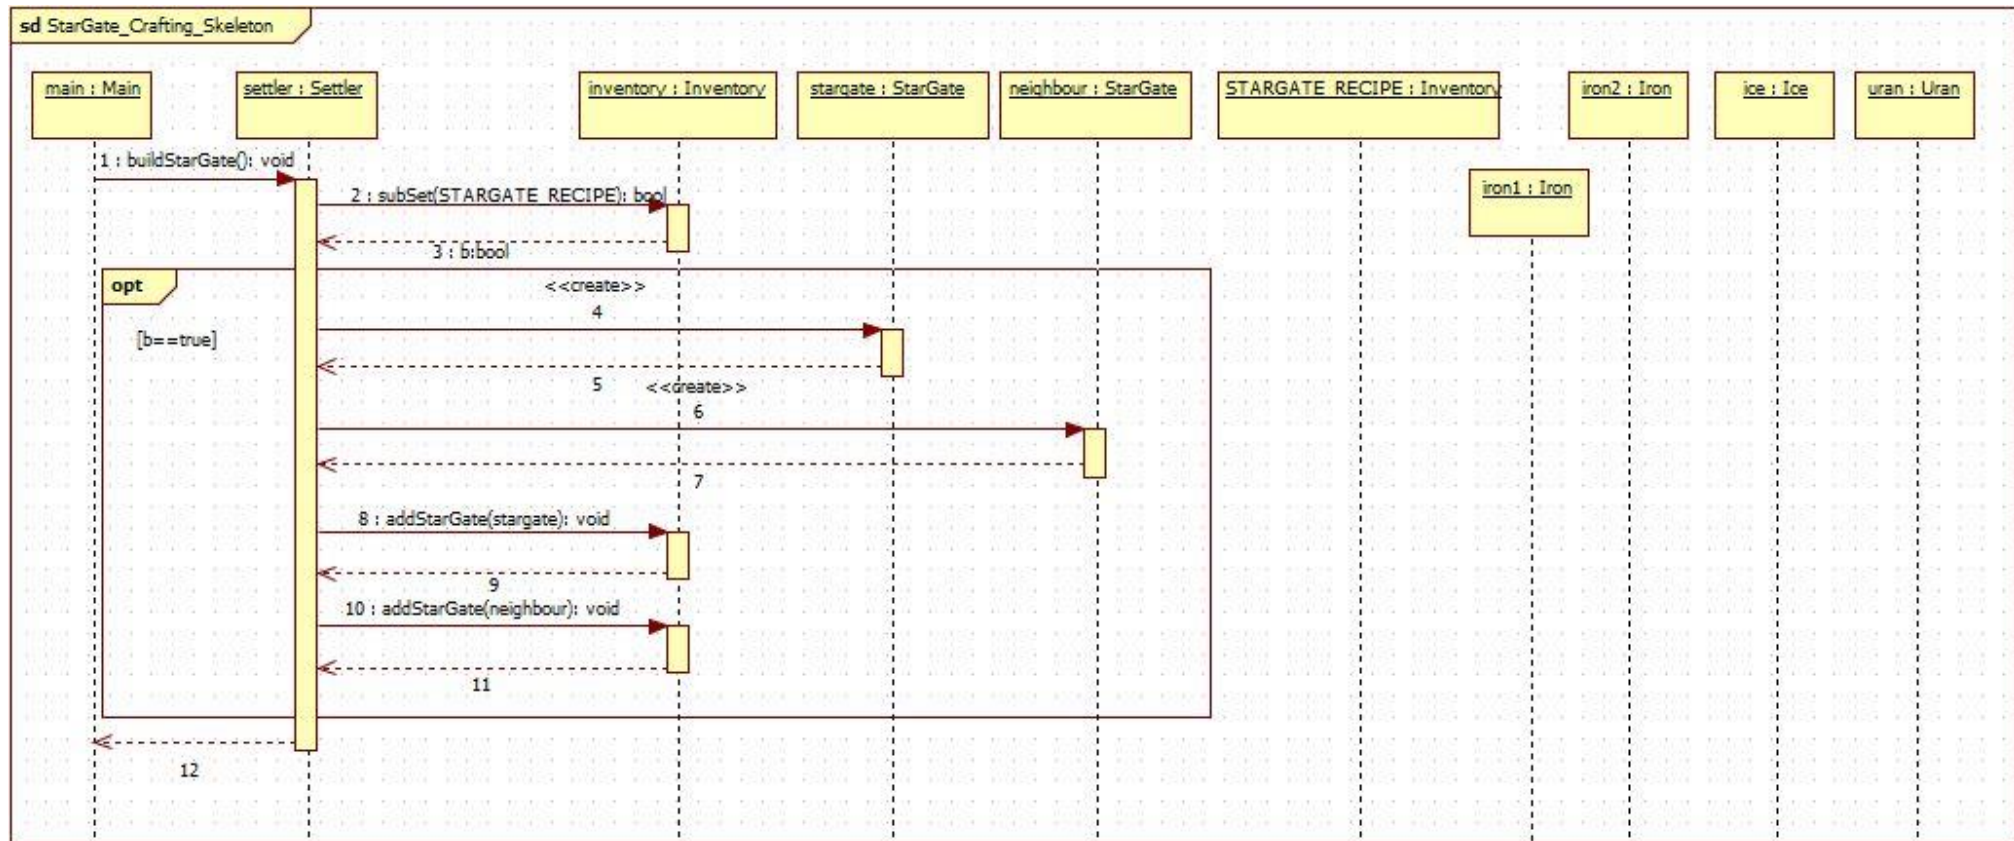 sd StarGate_Crafting_Skeleton
main : Main
settler : Settler
inventory : Inventory
stargate : StarGate
neighbour : StarGate
STARGATE_RECIPE : Inventory
iron2 : Iron
ice : Ice
uran : Uran
1 : buildStarGate(): void
iron1 : Iron
2 : subSet(STARGATE_RECIPE): bool
3 : b:bool
opt
<<create>>
4
[b==true]
5
<<create>>
6
7
8 : addStarGate(stargate): void
9
10 : addStarGate(neighbour): void
11
12